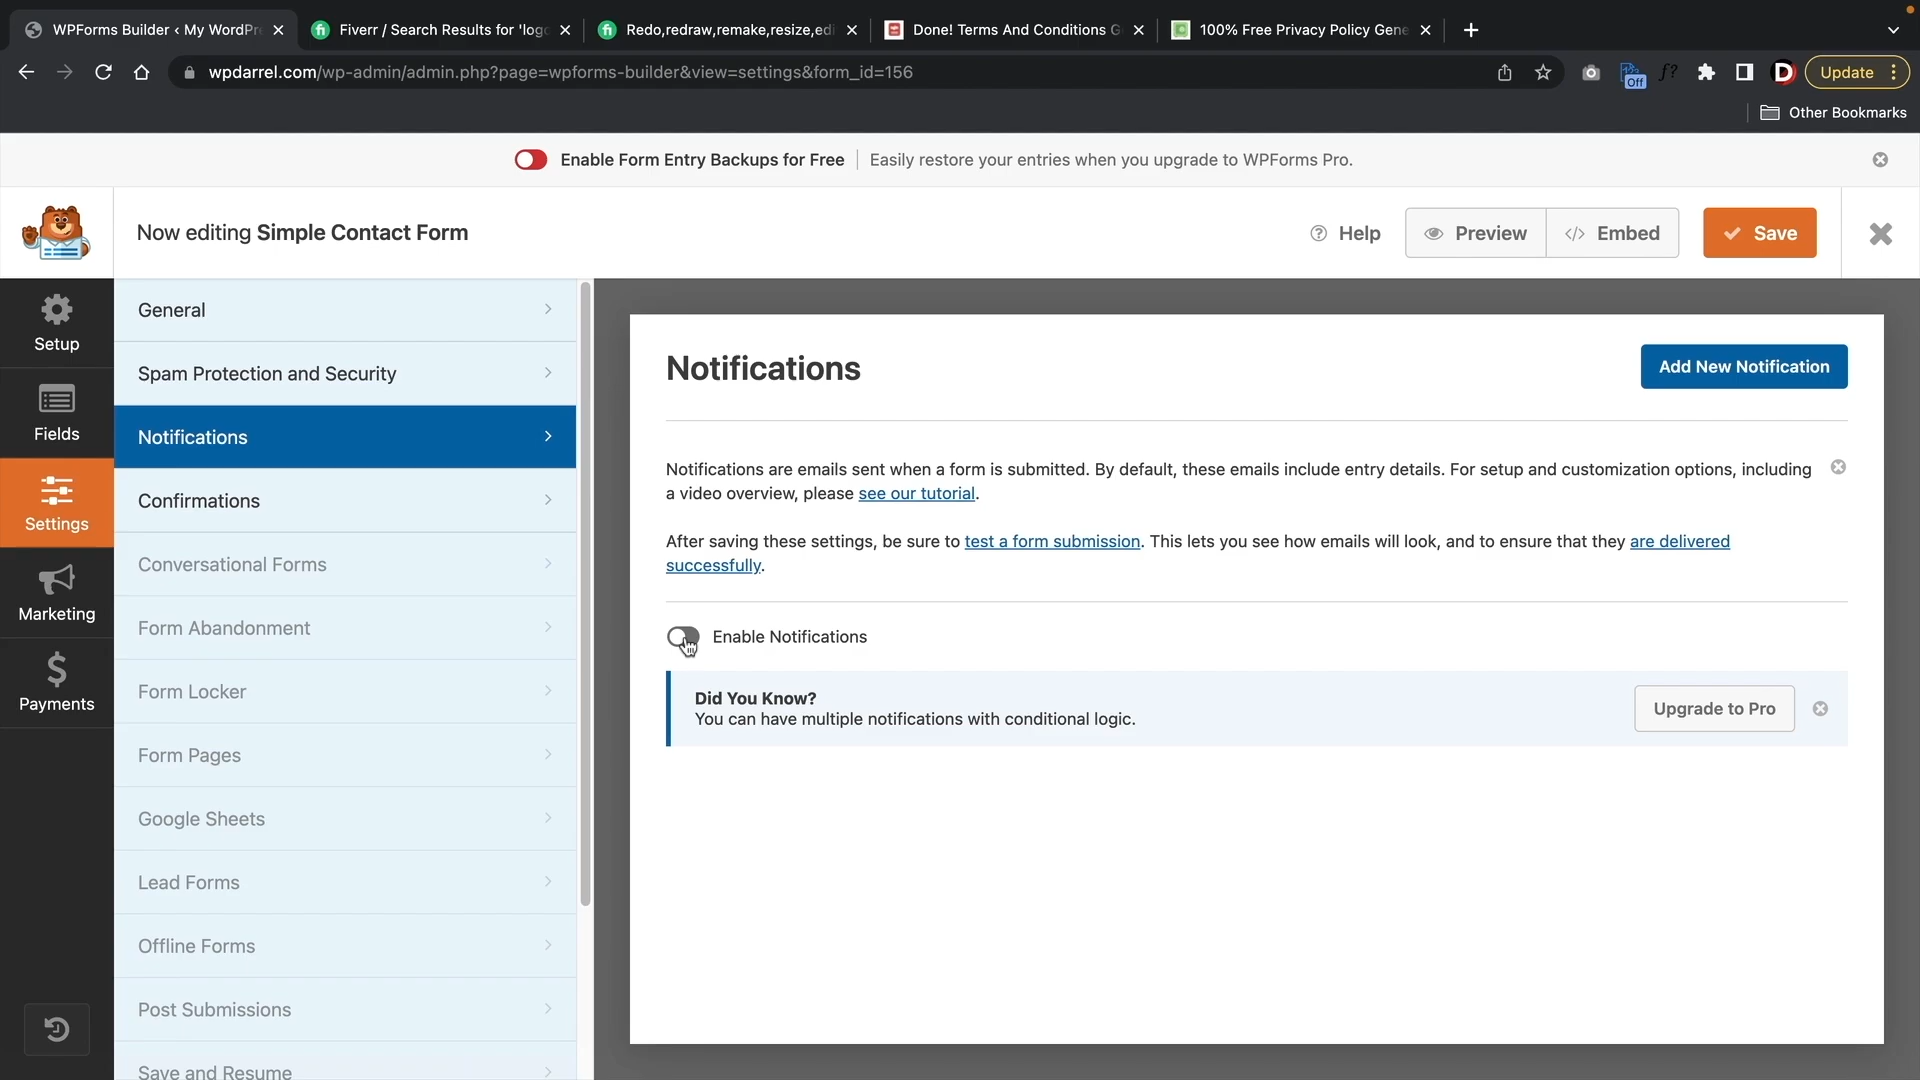 WPForms Builder ‹ My WordPr
Fiverr / Search Results for 'logo
Redo,redraw,remake,resize,edi
Done! Terms And Conditions G
100% Free Privacy Policy Gene
wpdarrel.com/wp-admin/admin.php?page=wpforms-builder&view=settings&form_id=156
Off
f?
D
Update
Other Bookmarks
Enable Form Entry Backups for Free
Easily restore your entries when you upgrade to WPForms Pro.
Now editing Simple Contact Form
Help
Preview
Embed
Save
Setup
Fields
Settings
Marketing
Payments
General
Spam Protection and Security
Notifications
Confirmations
Conversational Forms
Form Abandonment
Form Locker
Form Pages
Google Sheets
Lead Forms
Offline Forms
Post Submissions
Save and Resume
Notifications
Add New Notification
Notifications are emails sent when a form is submitted. By default, these emails include entry details. For setup and customization options, including
a video overview, please see our tutorial.
After saving these settings, be sure to test a form submission. This lets you see how emails will look, and to ensure that they are delivered
successfully.
Enable Notifications
Did You Know?
You can have multiple notifications with conditional logic.
Upgrade to Pro